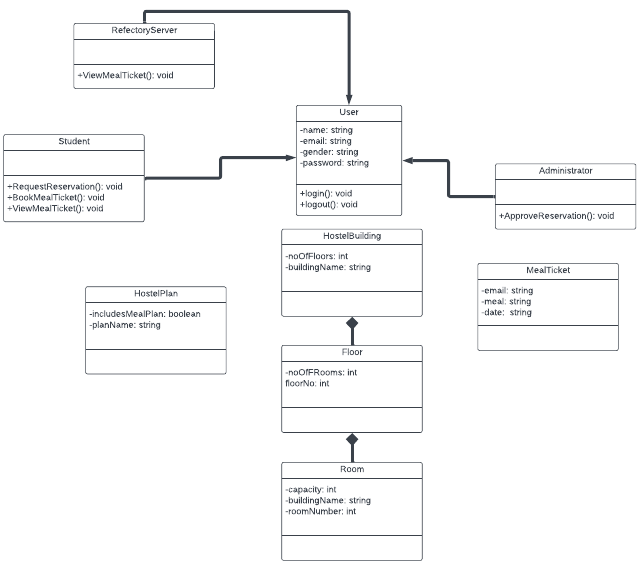 RefectoryServer
+ViewMealTicket(): void
User
-name: string
-email: string
-gender: string
-password: string
+login(): void
+logout(): void
Student
+RequestReservation(): void
+BookMealTicket(): void
+ViewMealTicket(): void
Administrator
+ApproveReservation(): void
HostelBuilding
-noOfFloors: int
-buildingName: string
MealTicket
-email: string
-meal: string
-date:  string
HostelPlan
-includesMealPlan: boolean
-planName: string
Floor
-noOfFRooms: int
floorNo: int
Room
-capacity: int
-buildingName: string
-roomNumber: int